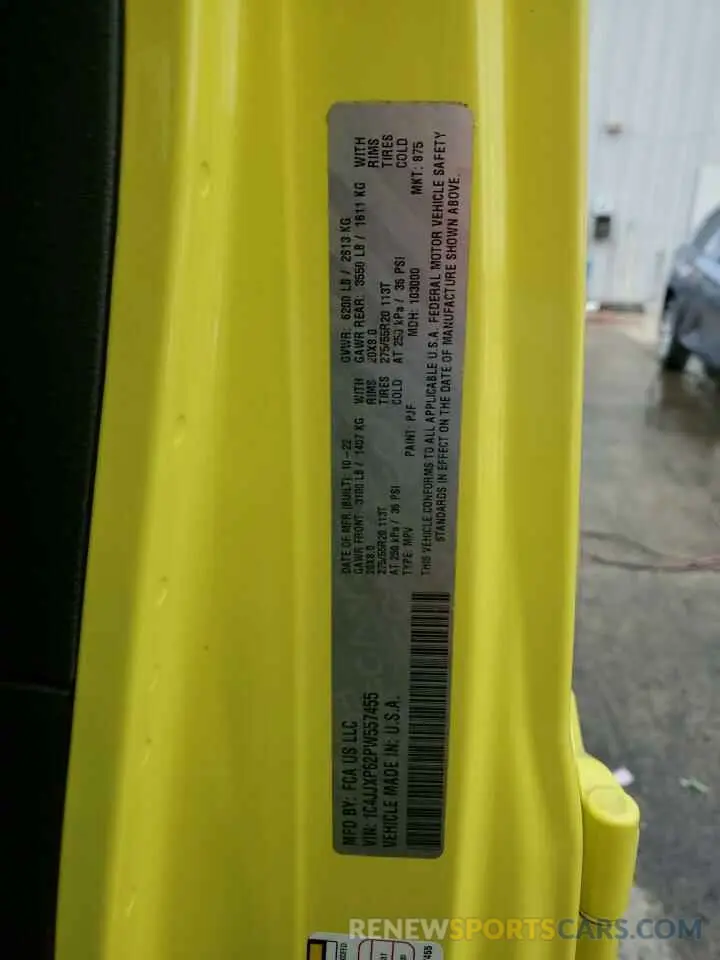 MFD BY: FCA US LLC
VIN: 1C4JJXP62PW557455
VEHICLE MADE IN: U.S.A.
DATE OF MFR (BUILT): 10-22
GAWR FRONT: 3100 LB / 1407 KG WITH
20X8.0 RIMS
275/55R20 113T TIRES
AT 250 kPa / 36 PSI COLD
TYPE: MPV PAINT: PJF
GVWR: 6200 LB / 2813 KG
GAWR REAR: 3550 LB / 1611 KG WITH
20X8.0 RIMS
275/55R20 113T TIRES
AT 250 kPa / 36 PSI COLD
MDH: 103000 MKT: 875
THIS VEHICLE CONFORMS TO ALL APPLICABLE U.S.A. FEDERAL MOTOR VEHICLE SAFETY
STANDARDS IN EFFECT ON THE DATE OF MANUFACTURE SHOWN ABOVE.
RENEWSPORTSCARS.COM